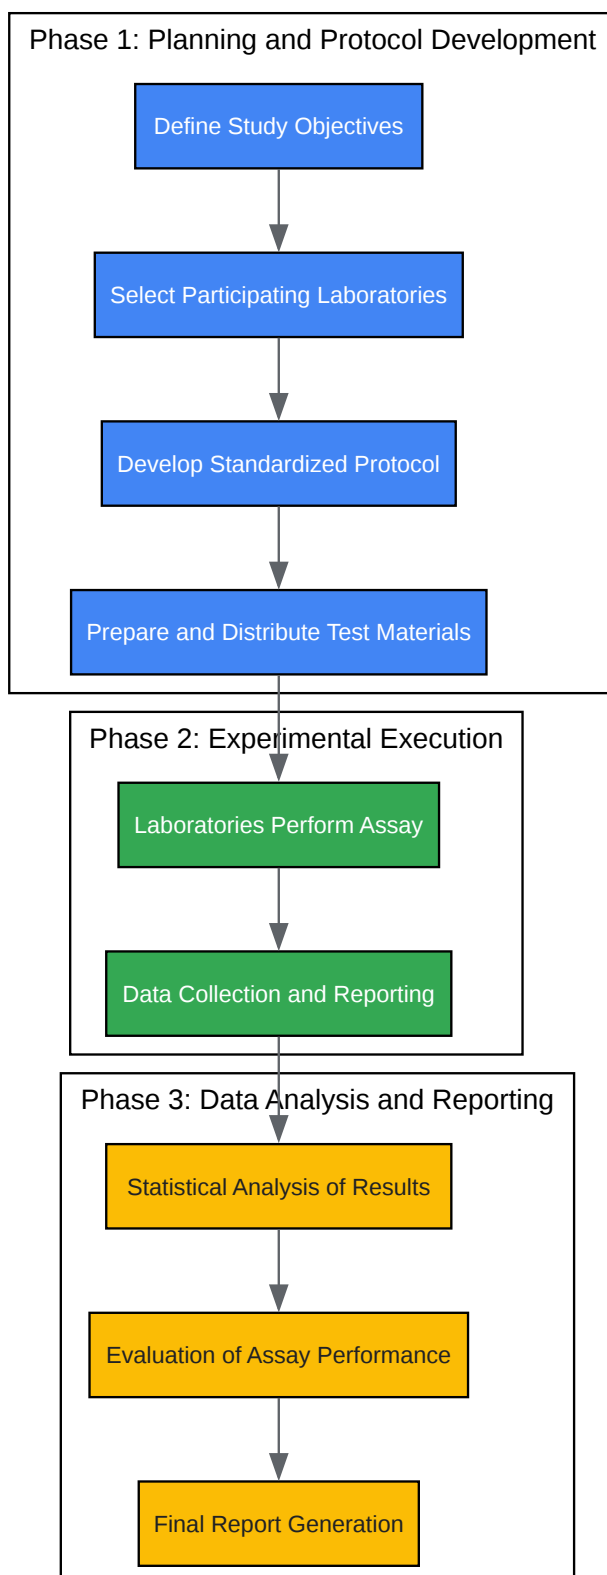 Phase 1: Planning and Protocol Development
Define Study Objectives
Select Participating Laboratories
Develop Standardized Protocol
Prepare and Distribute Test Materials
Phase 2: Experimental Execution
Laboratories Perform Assay
Data Collection and Reporting
Phase 3: Data Analysis and Reporting
Statistical Analysis of Results
Evaluation of Assay Performance
Final Report Generation